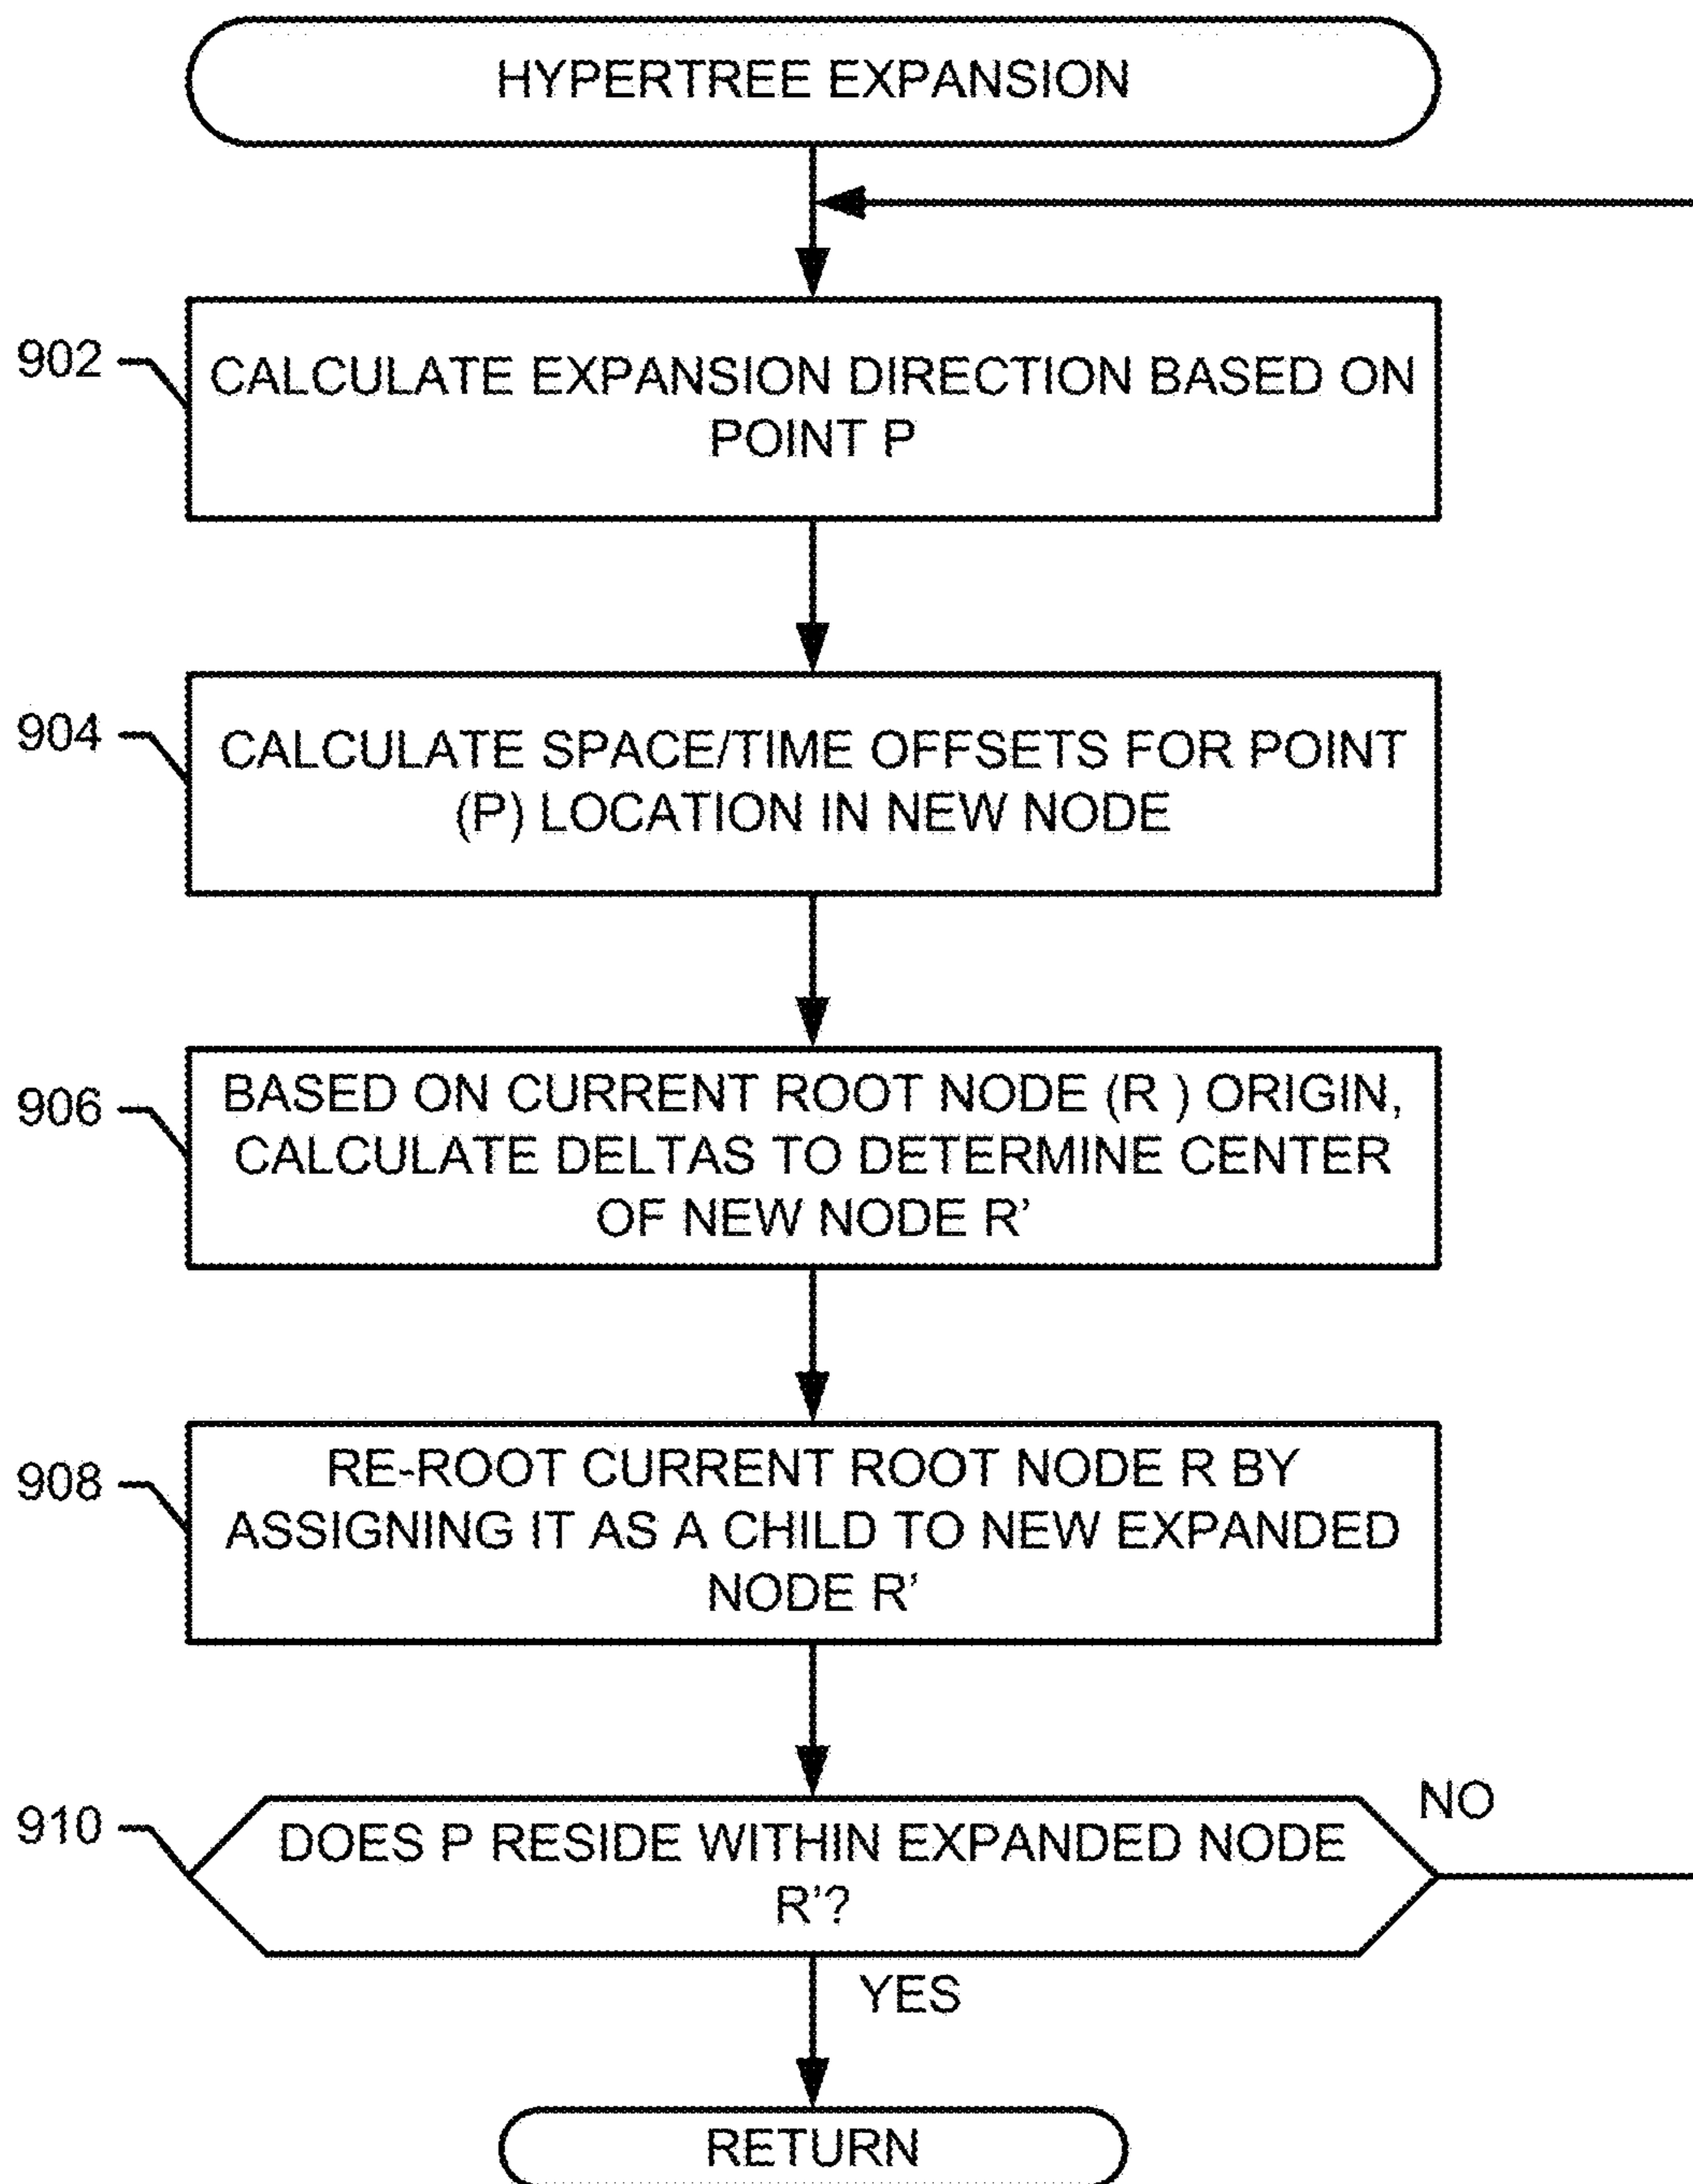 HYPERTREE EXPANSION
902
CALCULATE EXPANSION DIRECTION BASED ON
POINT P
904
CALCULATE SPACE/TIME OFFSETS FOR POINT
(P) LOCATION IN NEW NODE
906
BASED ON CURRENT ROOT NODE (R ) ORIGIN,
CALCULATE DELTAS TO DETERMINE CENTER
OF NEW NODE R'
908
RE-ROOT CURRENT ROOT NODE R BY
ASSIGNING IT AS A CHILD TO NEW EXPANDED
NODE R'
910
DOES P RESIDE WITHIN EXPANDED NODE
R'?
NO
YES
RETURN